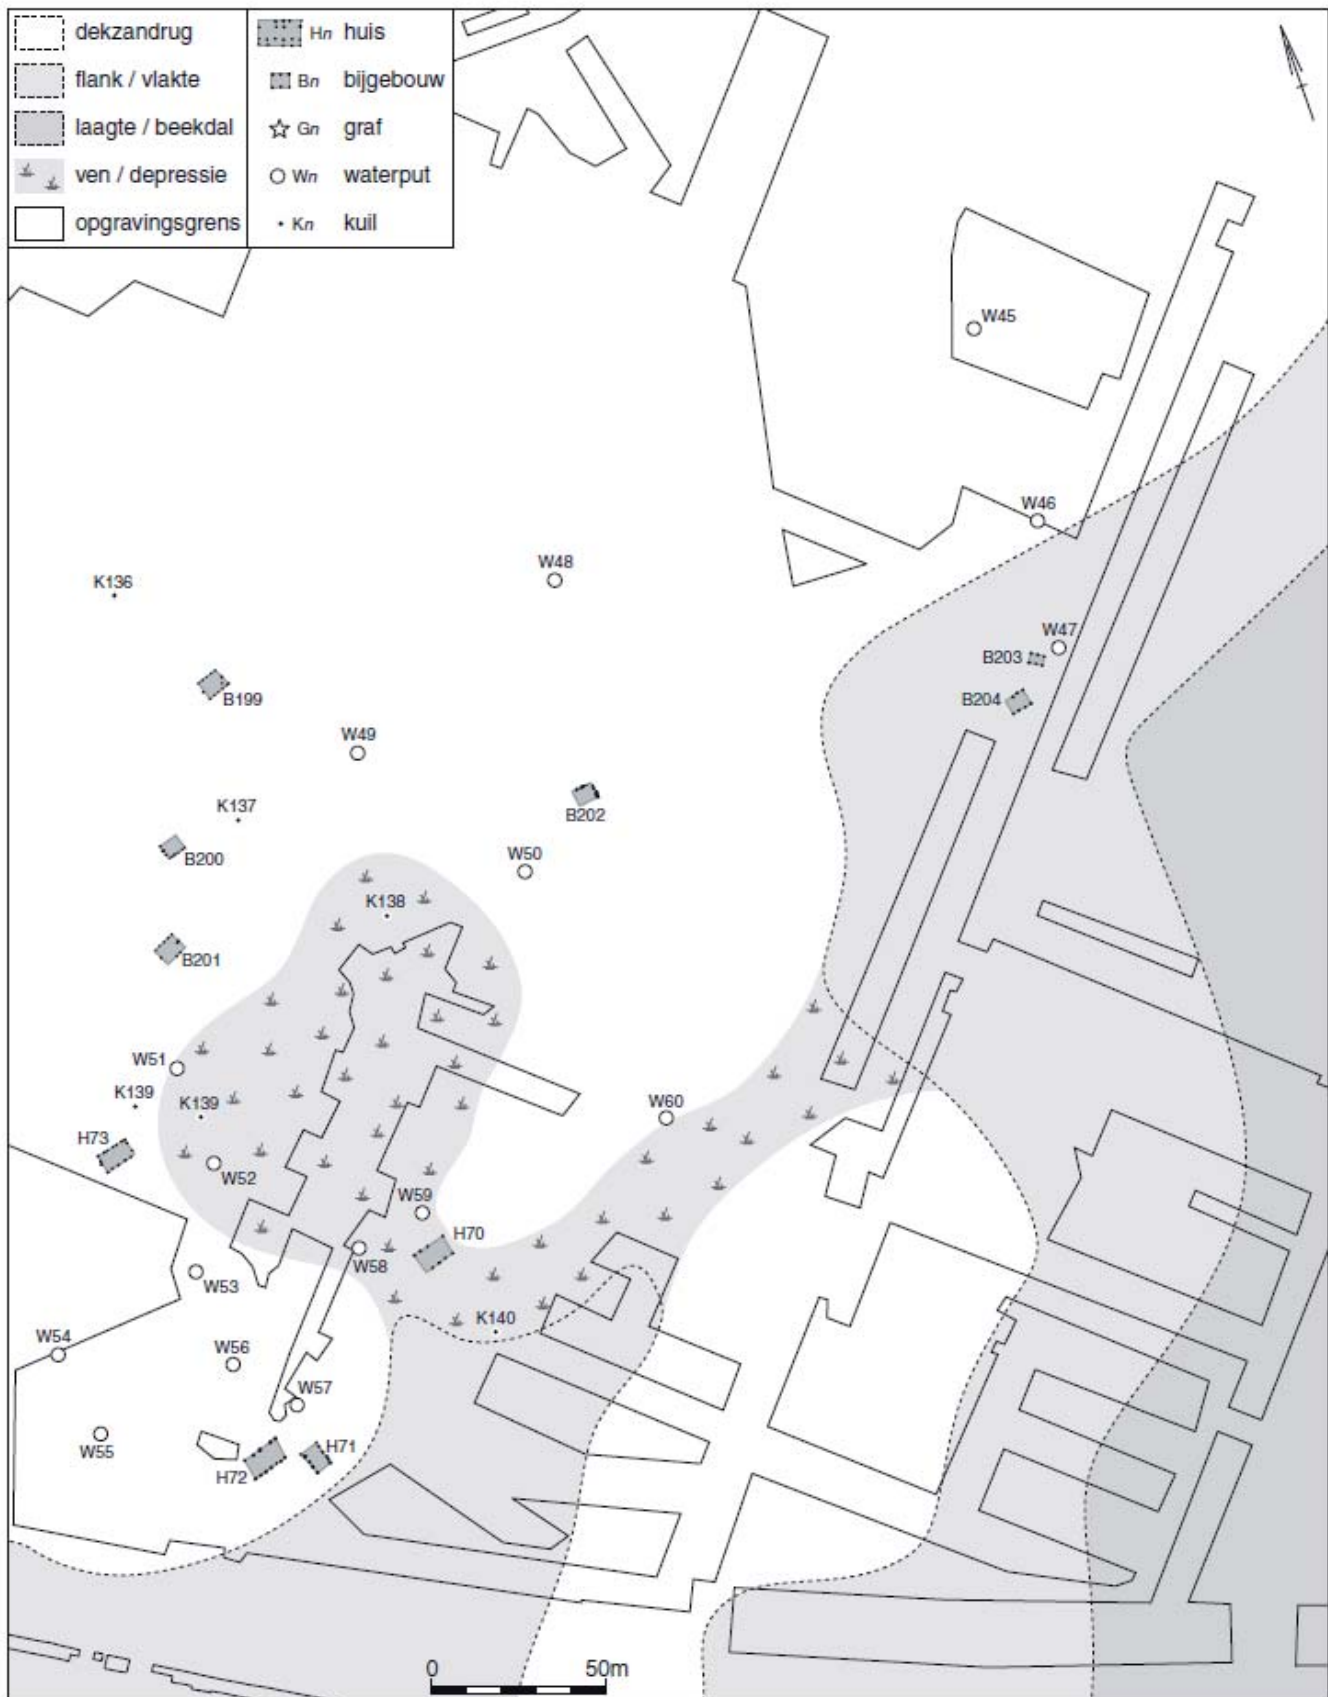 dekzandrug
flank / vlakte
laagte / beekdal
ven / depressie
opgravingsgrens
Hn huis
Bn bijgebouw
Gn graf
Wn waterput
Kn kuil
W45
W46
W48
K136
W47
B203
B204
B199
W49
K137
B202
B200
W50
K138
B201
W51
K139
K139
W60
H73
W52
W59
H70
W58
W53
K140
W54
W56
W57
W55
H71
H72
0 50m